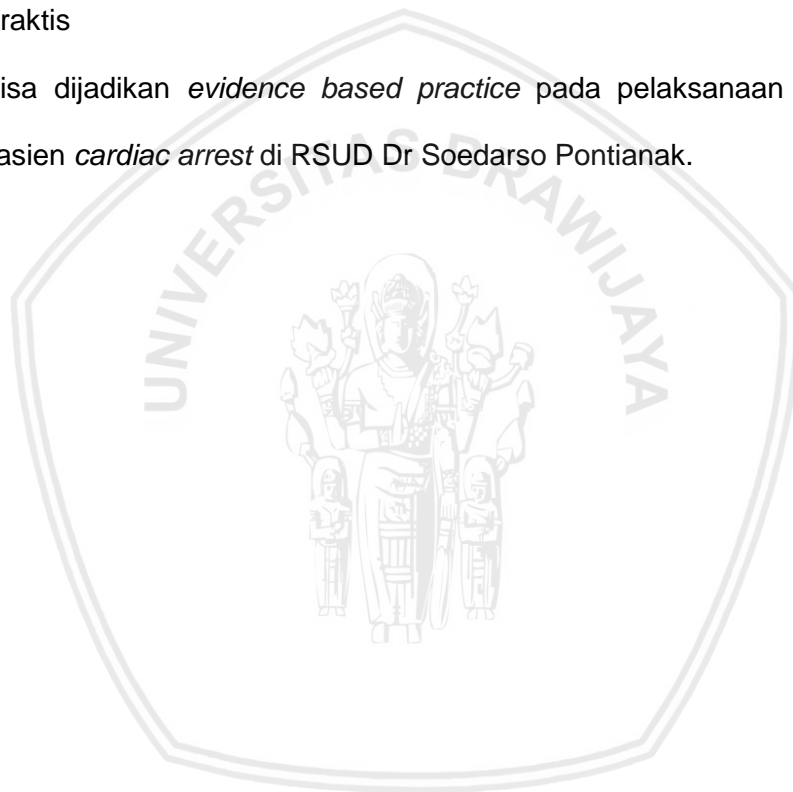 raktis
isa dijadikan evidence based practice pada pelaksanaan
asien cardiac arrest di RSUD Dr Soedarso Pontianak.
UNIVERSITAS BRAWIJAYA